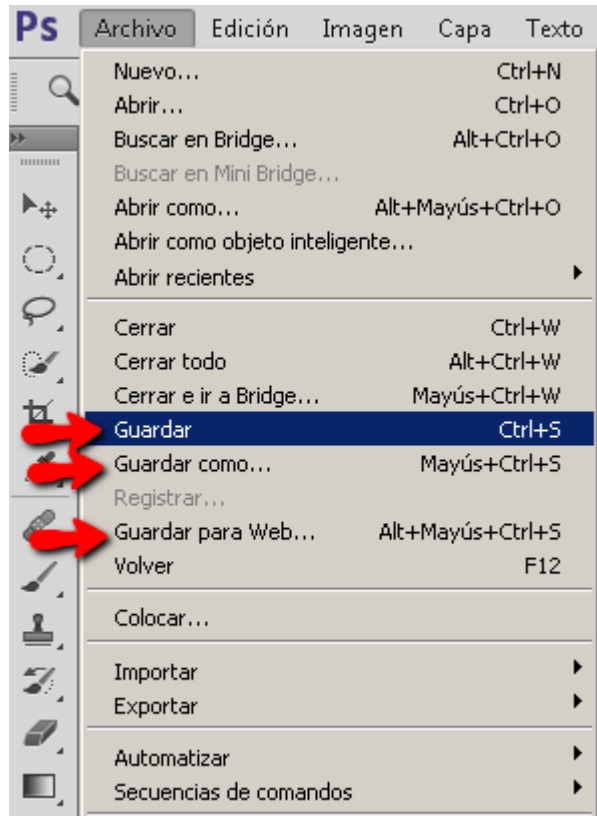 Ps Archivo Edición Imagen Capa Texto
Nuevo... Ctrl+N
Abrir... Ctrl+O
Buscar en Bridge... Alt+Ctrl+O
Buscar en Mini Bridge...
Abrir como... Alt+Mayús+Ctrl+O
Abrir como objeto inteligente...
Abrir recientes
Cerrar Ctrl+W
Cerrar todo Alt+Ctrl+W
Cerrar e ir a Bridge... Mayús+Ctrl+W
Guardar Ctrl+S
Guardar como... Mayús+Ctrl+S
Registrar...
Guardar para Web... Alt+Mayús+Ctrl+S
Volver F12
Colocar...
Importar
Exportar
Automatizar
Secuencias de comandos